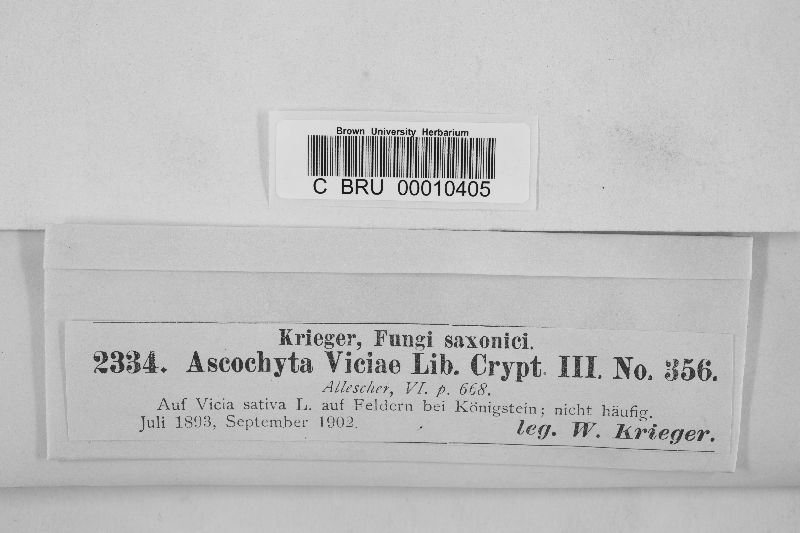 Brown University Herbarium
C BRU 00010405
Krieger, Fungi saxonici.
2334. Ascochyta Viciae Lib. Crypt. III. No. 356.
Allescher, VI. p. 668.
Auf Vicia sativa L. auf Feldern bei Königstein; nicht häufig.
Juli 1893, September 1902.
leg. W. Krieger.